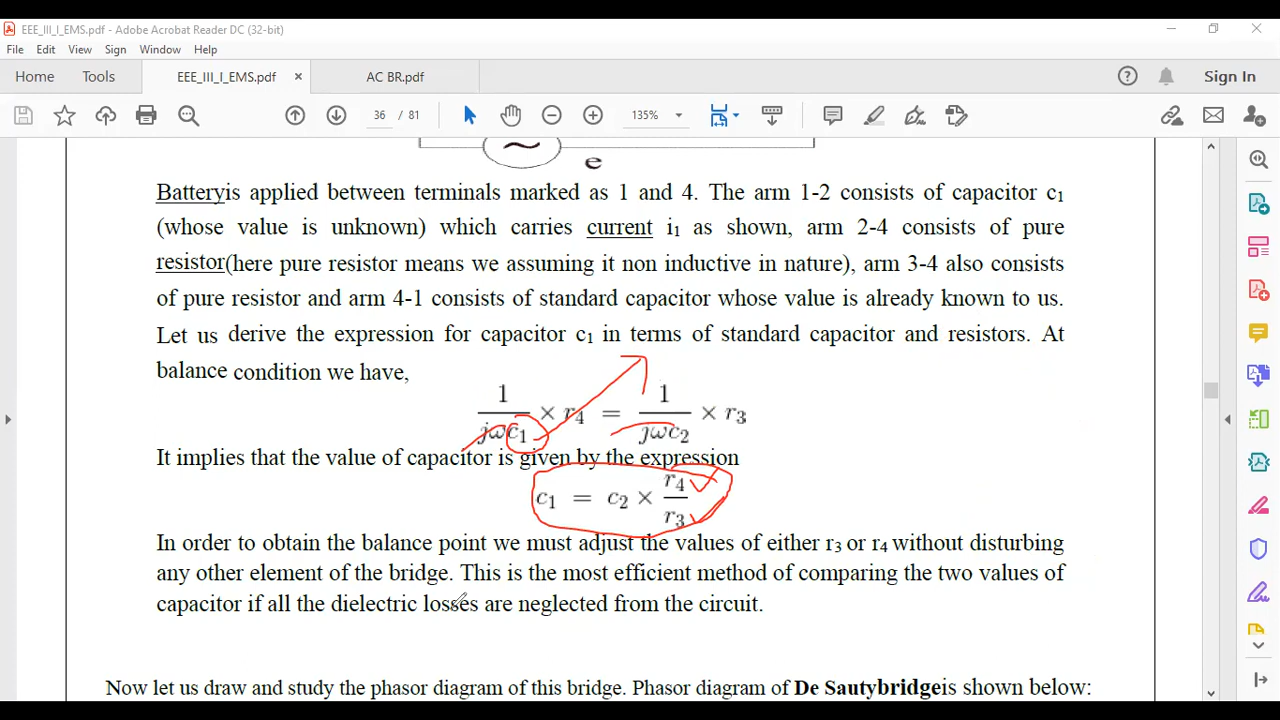 EEE_III_I_EMS.pdf - Adobe Acrobat Reader DC (32-bit)
File Edit View Sign Window Help
Home Tools EEE_III_I_EMS.pdf × AC BR.pdf Sign In
36 / 81 135%
e
Batteryis applied between terminals marked as 1 and 4. The arm 1-2 consists of capacitor c₁
(whose value is unknown) which carries current i₁ as shown, arm 2-4 consists of pure
resistor(here pure resistor means we assuming it non inductive in nature), arm 3-4 also consists
of pure resistor and arm 4-1 consists of standard capacitor whose value is already known to us.
Let us derive the expression for capacitor c₁ in terms of standard capacitor and resistors. At
balance condition we have,
1/(jωc₁) × r₄ = 1/(jωc₂) × r₃
It implies that the value of capacitor is given by the expression
c₁ = c₂ × r₄/r₃
In order to obtain the balance point we must adjust the values of either r₃ or r₄ without disturbing
any other element of the bridge. This is the most efficient method of comparing the two values of
capacitor if all the dielectric losses are neglected from the circuit.
Now let us draw and study the phasor diagram of this bridge. Phasor diagram of De Sautybridgeis shown below: